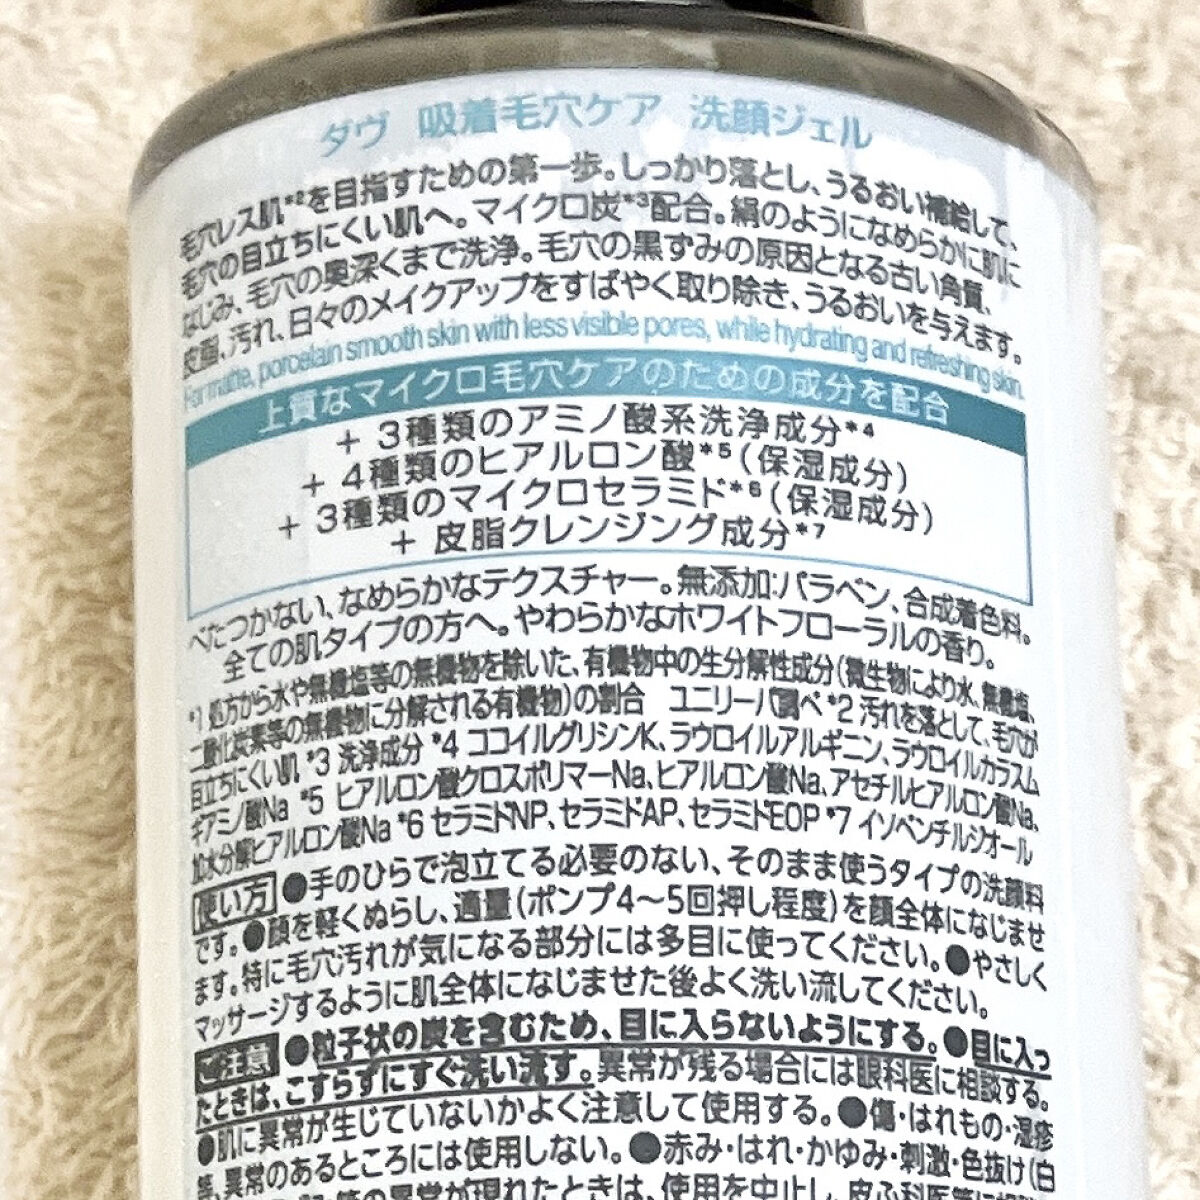 ダヴ 吸着毛穴ケア 洗顔ジェル
毛穴レス肌*2を目指すための第一歩。しっかり落とし、うるおい補給して、
毛穴の目立ちにくい肌へ。マイクロ炭*3配合。絹のようになめらかに肌に
なじみ、毛穴の奥深くまで洗浄。毛穴の黒ずみの原因となる古い角質、
皮脂、汚れ、日々のメイクアップをすばやく取り除き、うるおいを与えます。
For matte, porcelain smooth skin with less visible pores, while hydrating and refreshing skin.
上質なマイクロ毛穴ケアのための成分を配合
+ 3種類のアミノ酸系洗浄成分*4
+ 4種類のヒアルロン酸*5(保湿成分)
+ 3種類のマイクロセラミド*6(保湿成分)
+ 皮脂クレンジング成分*7
べたつかない、なめらかなテクスチャー。無添加:パラベン、合成着色料。
全ての肌タイプの方へ。やわらかなホワイトフローラルの香り。
*1 処方から水や無機塩等の無機物を除いた、有機物中の生分解性成分(微生物により水、無機塩、
二酸化炭素等の無機物に分解される有機物)の割合 ユニリーバ調べ *2 汚れを落として、毛穴が
目立ちにくい肌 *3 洗浄成分 *4 ココイルグリシンK、ラウロイルアルギニン、ラウロイルカラスム
ギアミノ酸Na *5 ヒアルロン酸クロスポリマーNa、ヒアルロン酸Na、アセチルヒアルロン酸Na、
加水分解ヒアルロン酸Na *6 セラミドNP、セラミドAP、セラミドEOP *7 イソペンチルジオール
使い方 ●手のひらで泡立てる必要のない、そのまま使うタイプの洗顔料
です。●顔を軽くぬらし、適量(ポンプ4〜5回押し程度)を顔全体になじませ
ます。特に毛穴汚れが気になる部分には多目に使ってください。●やさしく
マッサージするように肌全体になじませた後よく洗い流してください。
ご注意 ●粒子状の炭を含むため、目に入らないようにする。●目に入っ
たときは、こすらずにすぐ洗い流す。異常が残る場合には眼科医に相談する。
●肌に異常が生じていないかよく注意して使用する。●傷・はれもの・湿疹
等、異常のあるところには使用しない。●赤み・はれ・かゆみ・刺激・色抜け(白
等の異常が現れたときは、使用を中止し、皮ふ科医等に相談